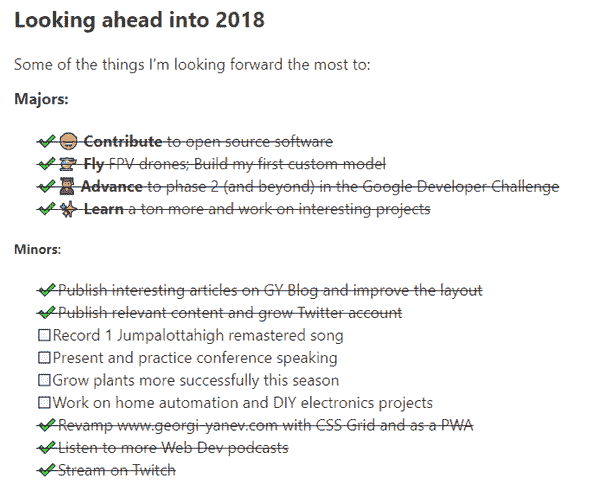 Looking ahead into 2018
Some of the things I'm looking forward the most to:
Majors:
Contribute to open source software
Fly FPV drones; Build my first custom model
Advance to phase 2 (and beyond) in the Google Developer Challenge
Learn a ton more and work on interesting projects
Minors:
Publish interesting articles on GY Blog and improve the layout
Publish relevant content and grow Twitter account
Record 1 Jumpalottahigh remastered song
Present and practice conference speaking
Grow plants more successfully this season
Work on home automation and DIY electronics projects
Revamp www.georgi-yanev.com with CSS Grid and as a PWA
Listen to more Web Dev podcasts
Stream on Twitch